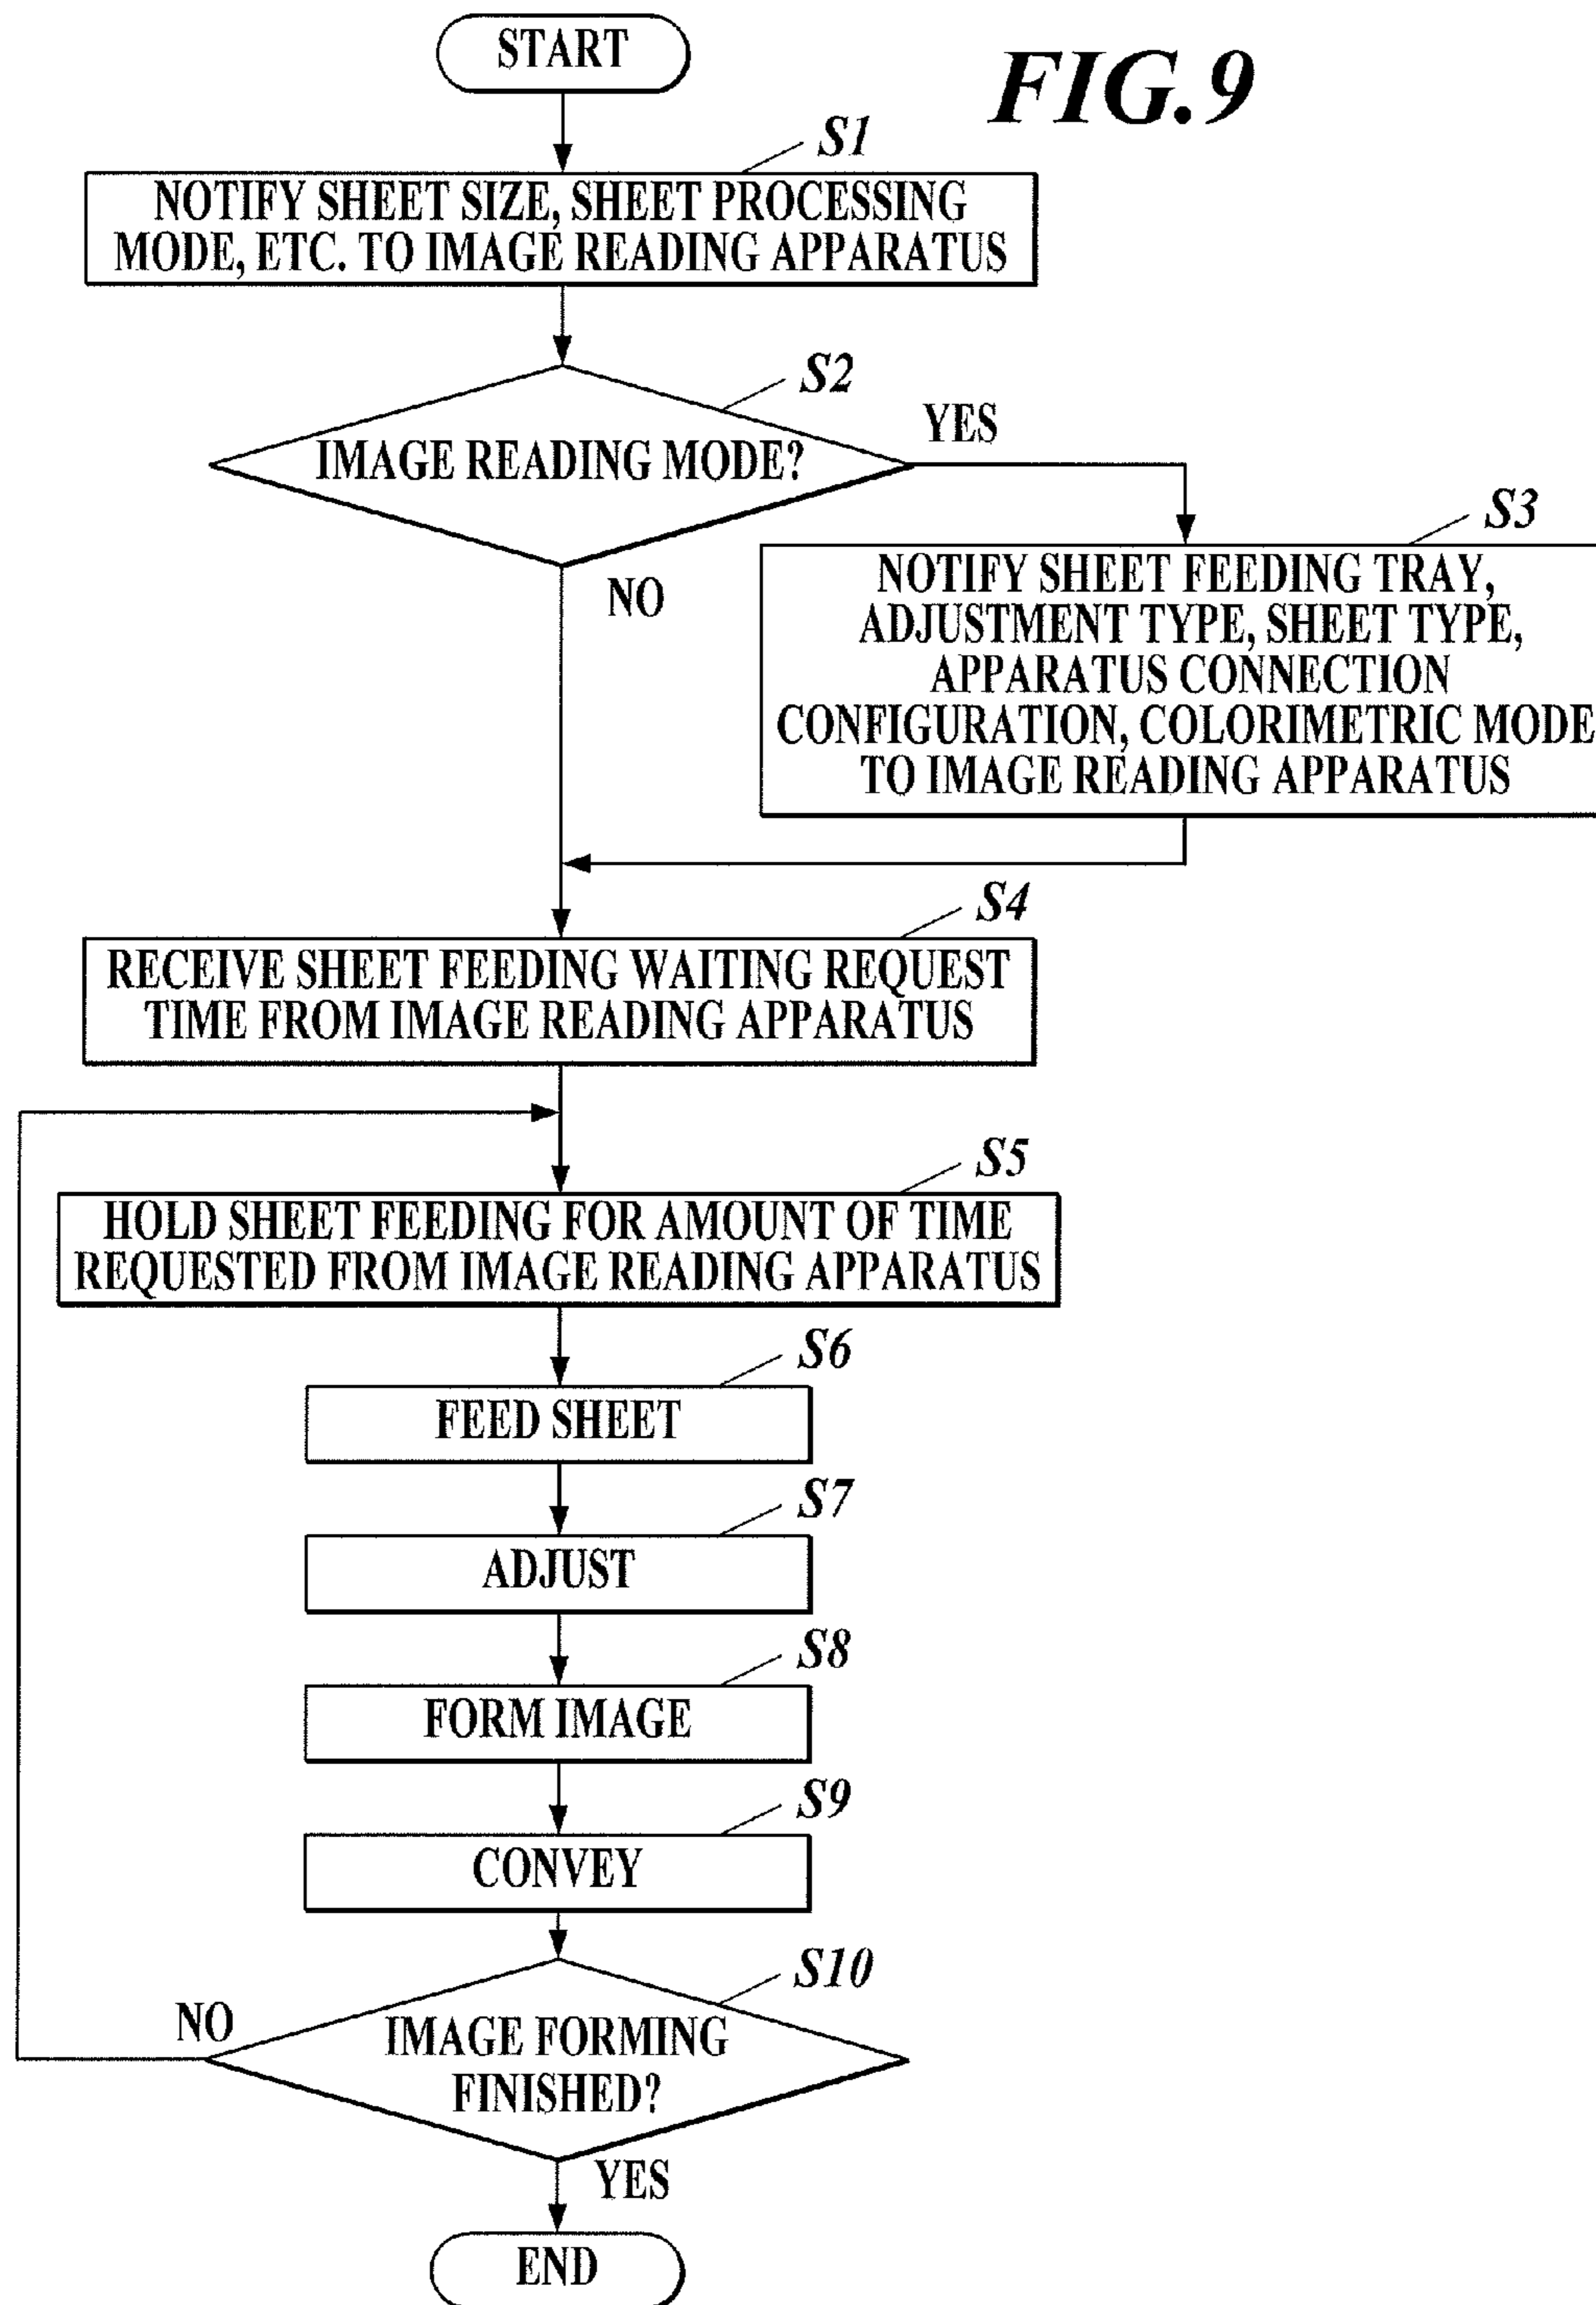 START
FIG.9
S1
NOTIFY SHEET SIZE, SHEET PROCESSING
MODE, ETC. TO IMAGE READING APPARATUS
S2
IMAGE READING MODE?
YES
NO
S3
NOTIFY SHEET FEEDING TRAY,
ADJUSTMENT TYPE, SHEET TYPE,
APPARATUS CONNECTION
CONFIGURATION, COLORIMETRIC MODE
TO IMAGE READING APPARATUS
S4
RECEIVE SHEET FEEDING WAITING REQUEST
TIME FROM IMAGE READING APPARATUS
S5
HOLD SHEET FEEDING FOR AMOUNT OF TIME
REQUESTED FROM IMAGE READING APPARATUS
S6
FEED SHEET
S7
ADJUST
S8
FORM IMAGE
S9
CONVEY
S10
IMAGE FORMING
FINISHED?
NO
YES
END